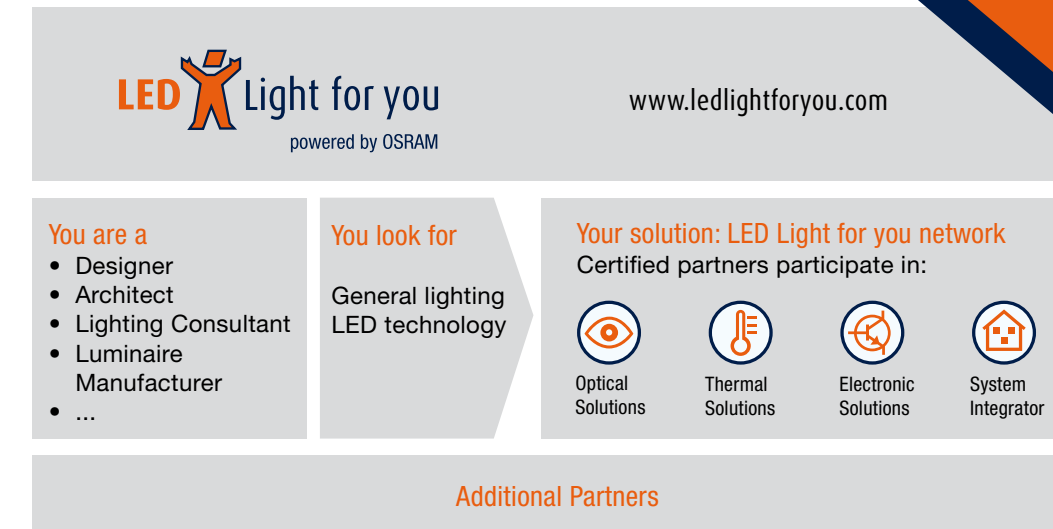 LED Light for you
powered by OSRAM
www.ledlightforyou.com
You are a
• Designer
• Architect
• Lighting Consultant
• Luminaire
Manufacturer
• ...
You look for
General lighting
LED technology
Your solution: LED Light for you network
Certified partners participate in:
Optical
Solutions
Thermal
Solutions
Electronic
Solutions
System
Integrator
Additional Partners